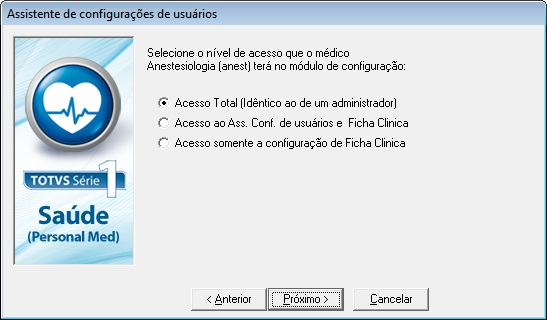 Assistente de configurações de usuários
Selecione o nível de acesso que o médico
Anestesiologia (anest) terá no módulo de configuração:
Acesso Total (Idêntico ao de um administrador)
Acesso ao Ass. Conf. de usuários e Ficha Clinica
Acesso somente a configuração de Ficha Clinica
TOTVS Série 1
Saúde
(Personal Med)
< Anterior
Próximo >
Cancelar